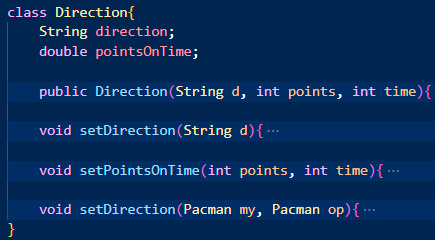 class Direction{
    String direction;
    double pointsOnTime;
    public Direction(String d, int points, int time){
    void setDirection(String d){ ···
    void setPointsOnTime(int points, int time){ ···
    void setDirection(Pacman my, Pacman op){ ···
}